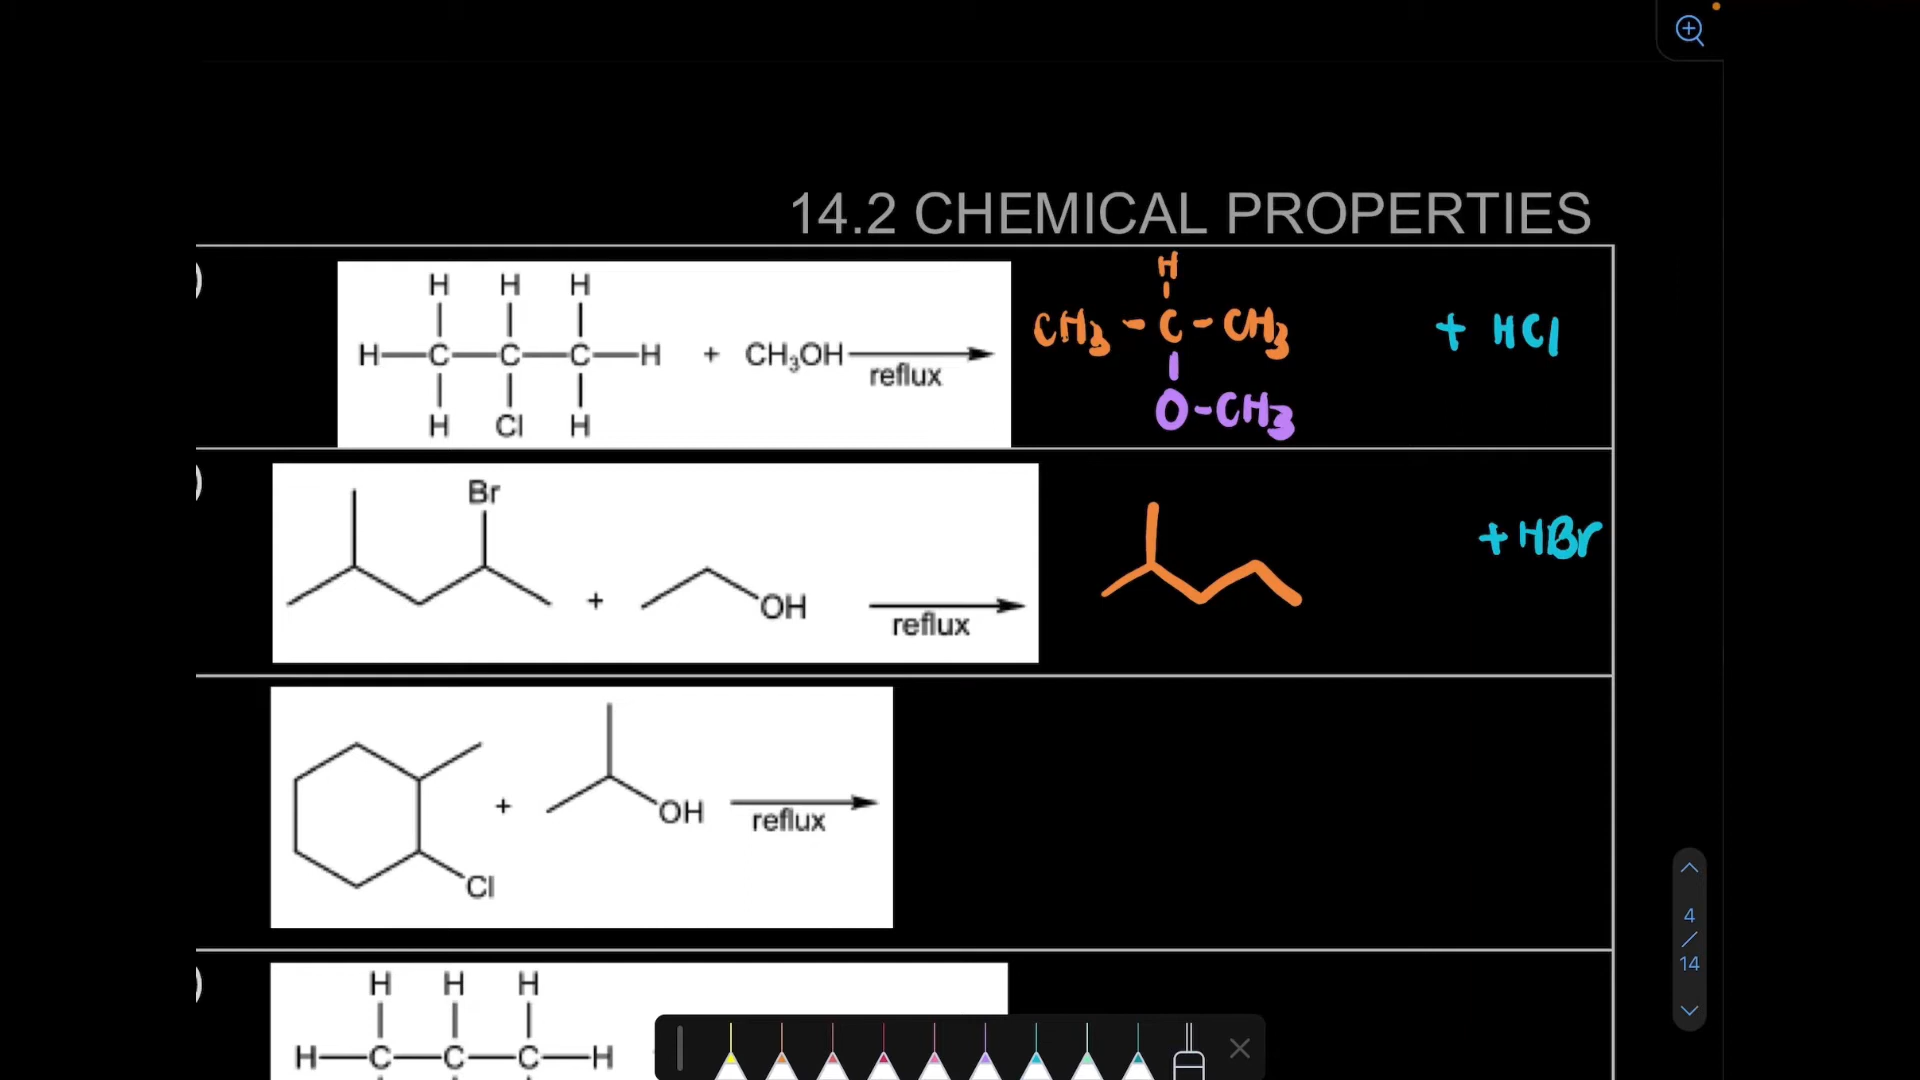 14.2 CHEMICAL PROPERTIES
)
H H H
H—C—C—C—H + CH₃OH reflux
H Cl H
H
CH₃ - C - CH₃ + HCl
O-CH₃
)
Br
+ OH reflux
+ HBr
+ OH reflux
Cl
)
H H H
H—C—C—C—H
4
/
14